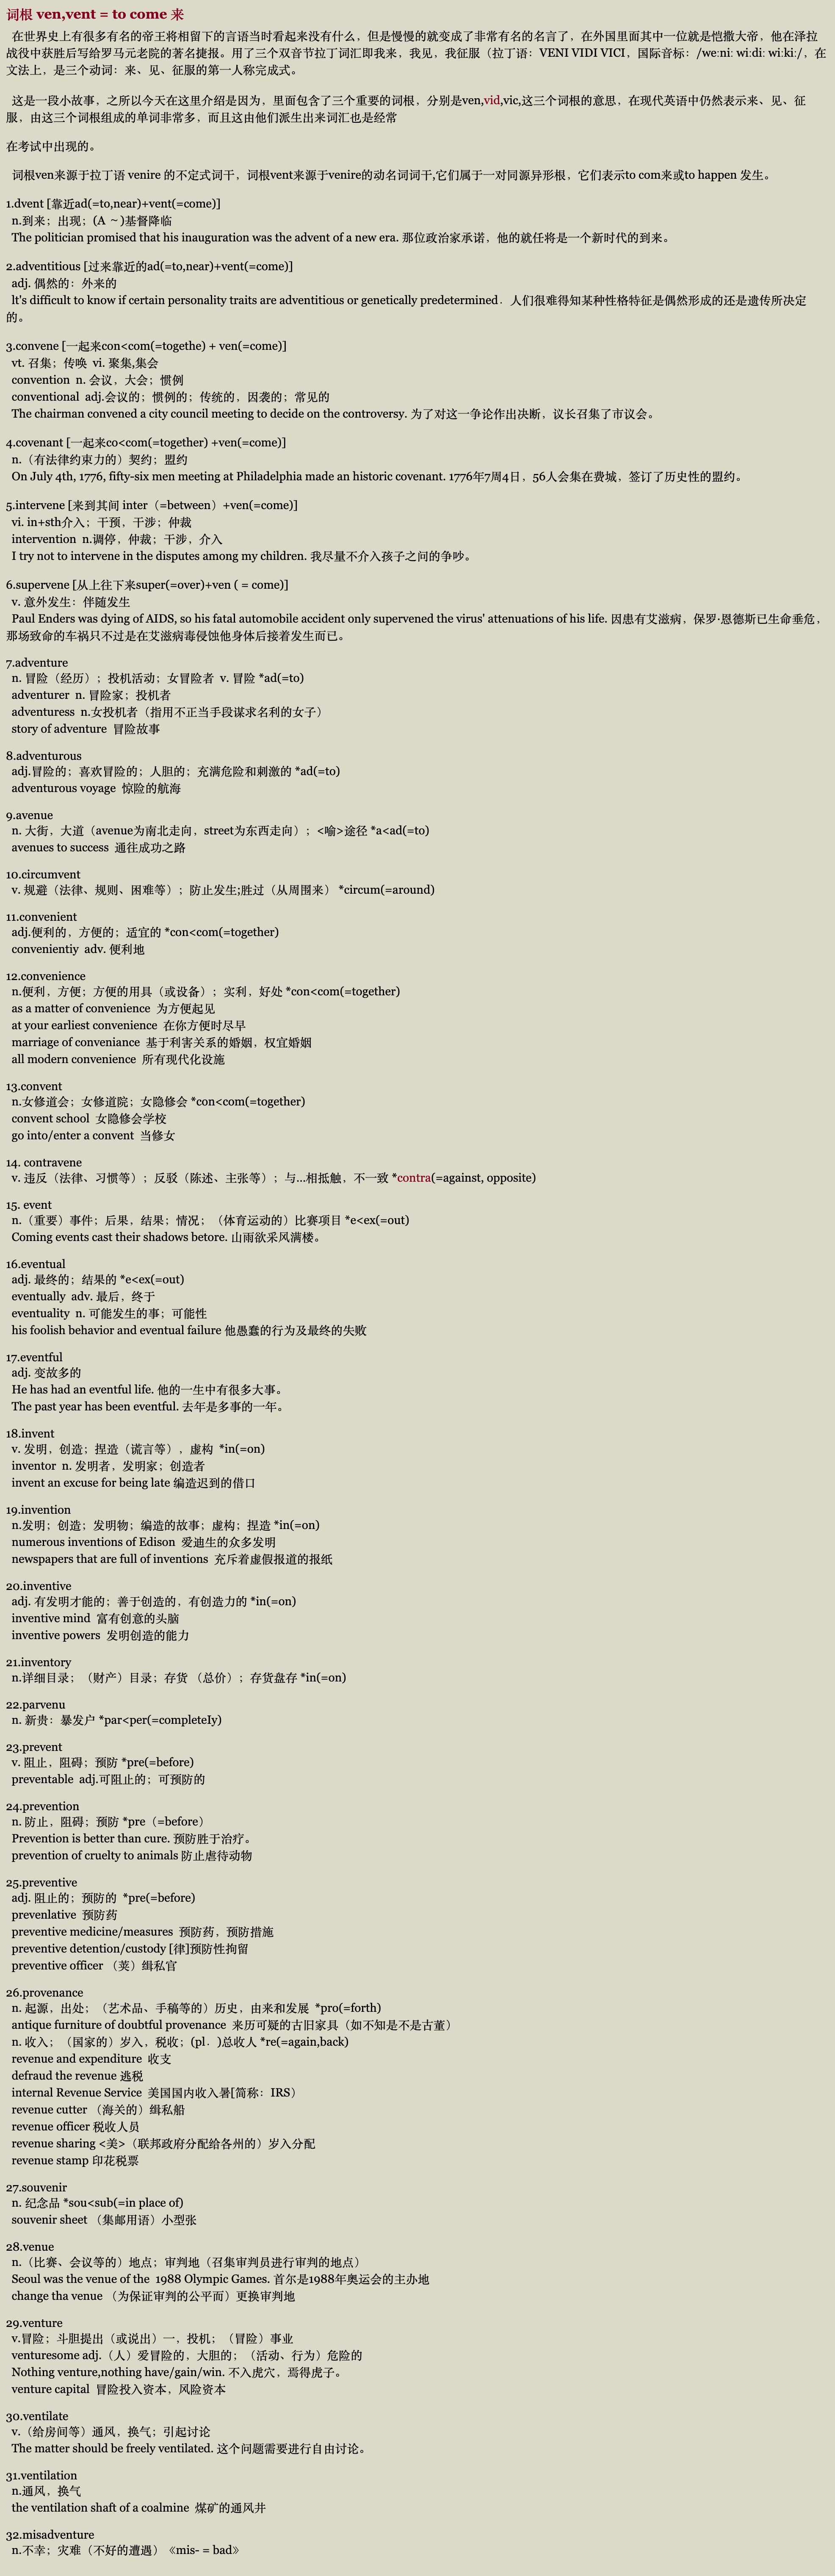 词根 ven,vent = to come 来
在世界史上有很多有名的帝王将相留下的言语当时看起来没有什么，但是慢慢的就变成了非常有名的名言了，在外国里面其中一位就是恺撒大帝，他在泽拉
战役中获胜后写给罗马元老院的著名捷报。用了三个双音节拉丁词汇即我来，我见，我征服（拉丁语：VENI VIDI VICI，国际音标：/we:ni: wi:di: wi:ki:/，在
文法上，是三个动词：来、见、征服的第一人称完成式。
这是一段小故事，之所以今天在这里介绍是因为，里面包含了三个重要的词根，分别是ven,vid,vic,这三个词根的意思，在现代英语中仍然表示来、见、征
服，由这三个词根组成的单词非常多，而且这由他们派生出来词汇也是经常
在考试中出现的。
词根ven来源于拉丁语 venire 的不定式词干，词根vent来源于venire的动名词词干,它们属于一对同源异形根，它们表示to com来或to happen 发生。
1.dvent [靠近ad(=to,near)+vent(=come)]
n.到来；出现；(A ～)基督降临
The politician promised that his inauguration was the advent of a new era. 那位政治家承诺，他的就任将是一个新时代的到来。
2.adventitious [过来靠近的ad(=to,near)+vent(=come)]
adj. 偶然的：外来的
lt's difficult to know if certain personality traits are adventitious or genetically predetermined．人们很难得知某种性格特征是偶然形成的还是遗传所决定
的。
3.convene [一起来con<com(=togethe) + ven(=come)]
vt. 召集；传唤 vi. 聚集,集会
convention n. 会议，大会；惯例
conventional adj.会议的；惯例的；传统的，因袭的；常见的
The chairman convened a city council meeting to decide on the controversy. 为了对这一争论作出决断，议长召集了市议会。
4.covenant [一起来co<com(=together) +ven(=come)]
n.（有法律约束力的）契约；盟约
On July 4th, 1776, fifty-six men meeting at Philadelphia made an historic covenant. 1776年7周4日，56人会集在费城，签订了历史性的盟约。
5.intervene [来到其间 inter（=between）+ven(=come)]
vi. in+sth介入；干预，干涉；仲裁
intervention n.调停，仲裁；干涉，介入
I try not to intervene in the disputes among my children. 我尽量不介入孩子之问的争吵。
6.supervene [从上往下来super(=over)+ven ( = come)]
v. 意外发生：伴随发生
Paul Enders was dying of AIDS, so his fatal automobile accident only supervened the virus' attenuations of his life. 因患有艾滋病，保罗·恩德斯已生命垂危，
那场致命的车祸只不过是在艾滋病毒侵蚀他身体后接着发生而已。
7.adventure
n. 冒险（经历）；投机活动；女冒险者 v. 冒险 *ad(=to)
adventurer n. 冒险家；投机者
adventuress n.女投机者（指用不正当手段谋求名利的女子）
story of adventure 冒险故事
8.adventurous
adj.冒险的；喜欢冒险的；人胆的；充满危险和刺激的 *ad(=to)
adventurous voyage 惊险的航海
9.avenue
n. 大街，大道（avenue为南北走向，street为东西走向）；<喻>途径 *a<ad(=to)
avenues to success 通往成功之路
10.circumvent
v. 规避（法律、规则、困难等）；防止发生;胜过（从周围来） *circum(=around)
11.convenient
adj.便利的，方便的；适宜的 *con<com(=together)
convenientiy adv. 便利地
12.convenience
n.便利，方便；方便的用具（或设备）；实利，好处 *con<com(=together)
as a matter of convenience 为方便起见
at your earliest convenience 在你方便时尽早
marriage of conveniance 基于利害关系的婚姻，权宜婚姻
all modern convenience 所有现代化设施
13.convent
n.女修道会；女修道院；女隐修会 *con<com(=together)
convent school 女隐修会学校
go into/enter a convent 当修女
14. contravene
v. 违反（法律、习惯等）；反驳（陈述、主张等）；与...相抵触，不一致 *contra(=against, opposite)
15. event
n.（重要）事件；后果，结果；情况；（体育运动的）比赛项目 *e<ex(=out)
Coming events cast their shadows betore. 山雨欲采风满楼。
16.eventual
adj. 最终的；结果的 *e<ex(=out)
eventually adv. 最后，终于
eventuality n. 可能发生的事；可能性
his foolish behavior and eventual failure 他愚蠢的行为及最终的失败
17.eventful
adj. 变故多的
He has had an eventful life. 他的一生中有很多大事。
The past year has been eventful. 去年是多事的一年。
18.invent
v. 发明，创造；捏造（谎言等），虚构 *in(=on)
inventor n. 发明者，发明家；创造者
invent an excuse for being late 编造迟到的借口
19.invention
n.发明；创造；发明物；编造的故事；虚构；捏造 *in(=on)
numerous inventions of Edison 爱迪生的众多发明
newspapers that are full of inventions 充斥着虚假报道的报纸
20.inventive
adj. 有发明才能的；善于创造的，有创造力的 *in(=on)
inventive mind 富有创意的头脑
inventive powers 发明创造的能力
21.inventory
n.详细目录；（财产）目录；存货 （总价）；存货盘存 *in(=on)
22.parvenu
n. 新贵：暴发户 *par<per(=completeIy)
23.prevent
v. 阻止，阻碍；预防 *pre(=before)
preventable adj.可阻止的；可预防的
24.prevention
n. 防止，阻碍；预防 *pre（=before）
Prevention is better than cure. 预防胜于治疗。
prevention of cruelty to animals 防止虐待动物
25.preventive
adj. 阻止的；预防的 *pre(=before)
prevenlative 预防药
preventive medicine/measures 预防药，预防措施
preventive detention/custody [律]预防性拘留
preventive officer （荚）缉私官
26.provenance
n. 起源，出处；（艺术品、手稿等的）历史，由来和发展 *pro(=forth)
antique furniture of doubtful provenance 来历可疑的古旧家具（如不知是不是古董）
n. 收入；（国家的）岁入，税收；(pl．)总收人 *re(=again,back)
revenue and expenditure 收支
defraud the revenue 逃税
internal Revenue Service 美国国内收入署[简称：IRS）
revenue cutter （海关的）缉私船
revenue officer 税收人员
revenue sharing <美>（联邦政府分配给各州的）岁入分配
revenue stamp 印花税票
27.souvenir
n. 纪念品 *sou<sub(=in place of)
souvenir sheet （集邮用语）小型张
28.venue
n.（比赛、会议等的）地点；审判地（召集审判员进行审判的地点）
Seoul was the venue of the 1988 Olympic Games. 首尔是1988年奥运会的主办地
change tha venue （为保证审判的公平而）更换审判地
29.venture
v.冒险；斗胆提出（或说出）一，投机；（冒险）事业
venturesome adj.（人）爱冒险的，大胆的；（活动、行为）危险的
Nothing venture,nothing have/gain/win. 不入虎穴，焉得虎子。
venture capital 冒险投入资本，风险资本
30.ventilate
v.（给房间等）通风，换气；引起讨论
The matter should be freely ventilated. 这个问题需要进行自由讨论。
31.ventilation
n.通风，换气
the ventilation shaft of a coalmine 煤矿的通风井
32.misadventure
n.不幸；灾难（不好的遭遇）《mis- = bad》